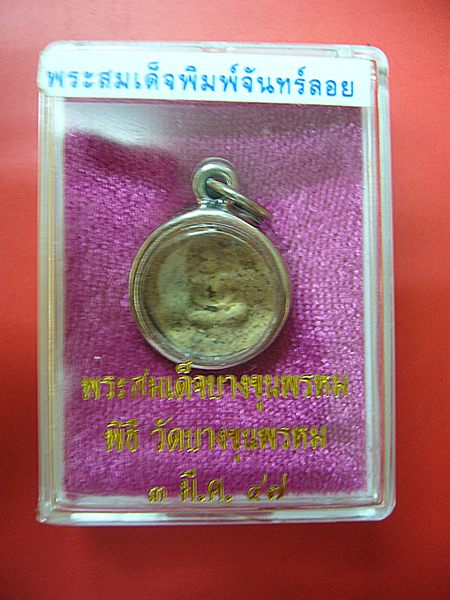 พระสมเด็จพิมพ์จันทร์ลอย
พระสมเด็จบางขุนพรหม
พิธี วัดบางขุนพรหม
๓ มี.ค. ๔๗